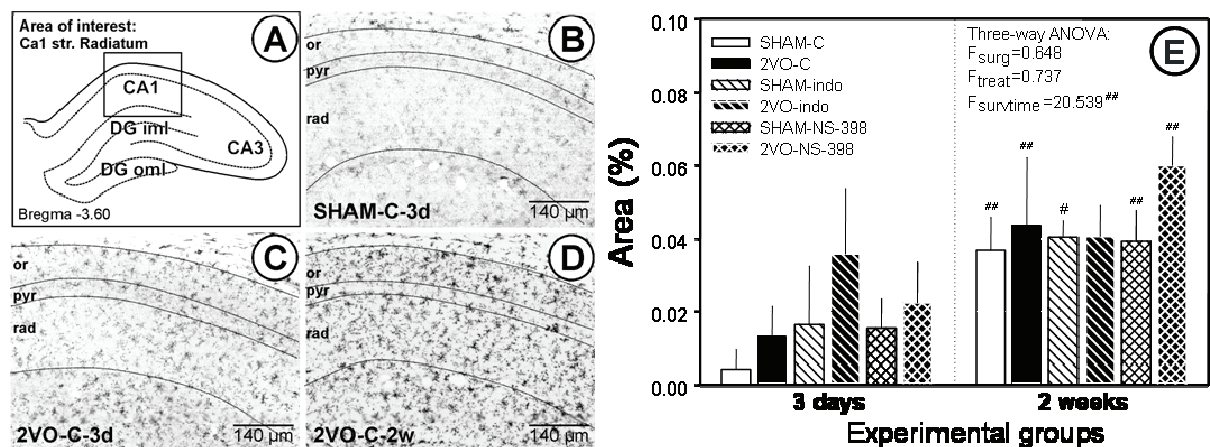 Area of interest:
Ca1 str. Radiatum
A
CA1
DG iml
CA3
DG oml
Bregma -3.60
B
or
pyr
rad
SHAM-C-3d
140 µm
C
or
pyr
rad
2VO-C-3d
140 µm
D
or
pyr
rad
2VO-C-2w
140 µm
E
Area (%)
0.10
0.08
0.06
0.04
0.02
0.00
SHAM-C
2VO-C
SHAM-indo
2VO-indo
SHAM-NS-398
2VO-NS-398
Three-way ANOVA:
Fsurg=0.648
Ftreat=0.737
Fsurvtime=20.539##
##
##
#
##
##
3 days
2 weeks
Experimental groups